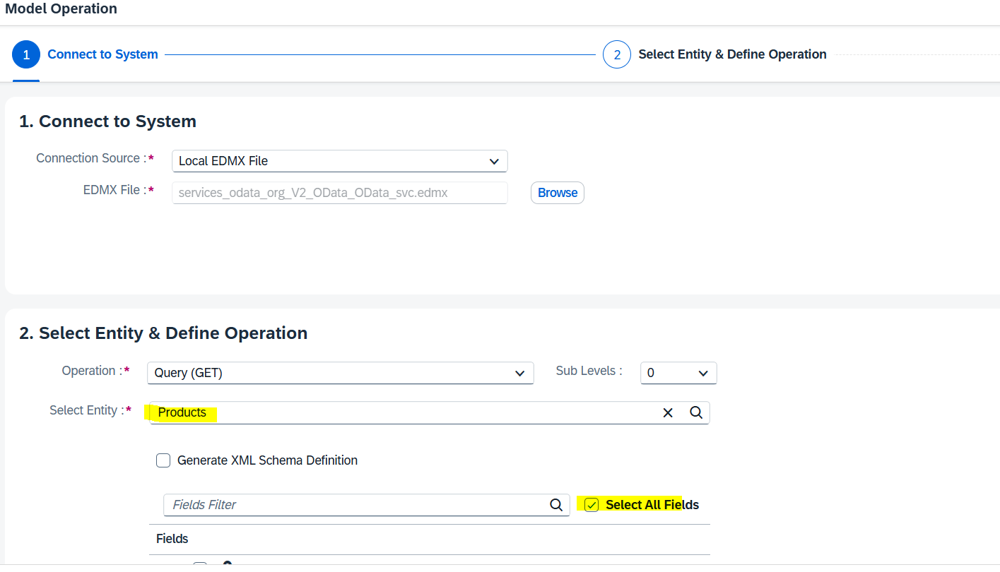 Model Operation
1 Connect to System 2 Select Entity & Define Operation
1. Connect to System
Connection Source :* Local EDMX File
EDMX File :* services_odata_org_V2_OData_OData_svc.edmx Browse
2. Select Entity & Define Operation
Operation :* Query (GET) Sub Levels : 0
Select Entity :* Products
Generate XML Schema Definition
Fields Filter Select All Fields
Fields